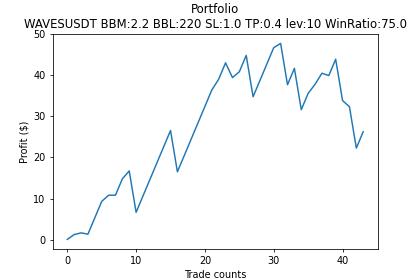 Portfolio
WAVESUSDT BBM:2.2 BBL:220 SL:1.0 TP:0.4 lev:10 WinRatio:75.0
50
40
30
20
10
0
Profit ($)
0 10 20 30 40
Trade counts